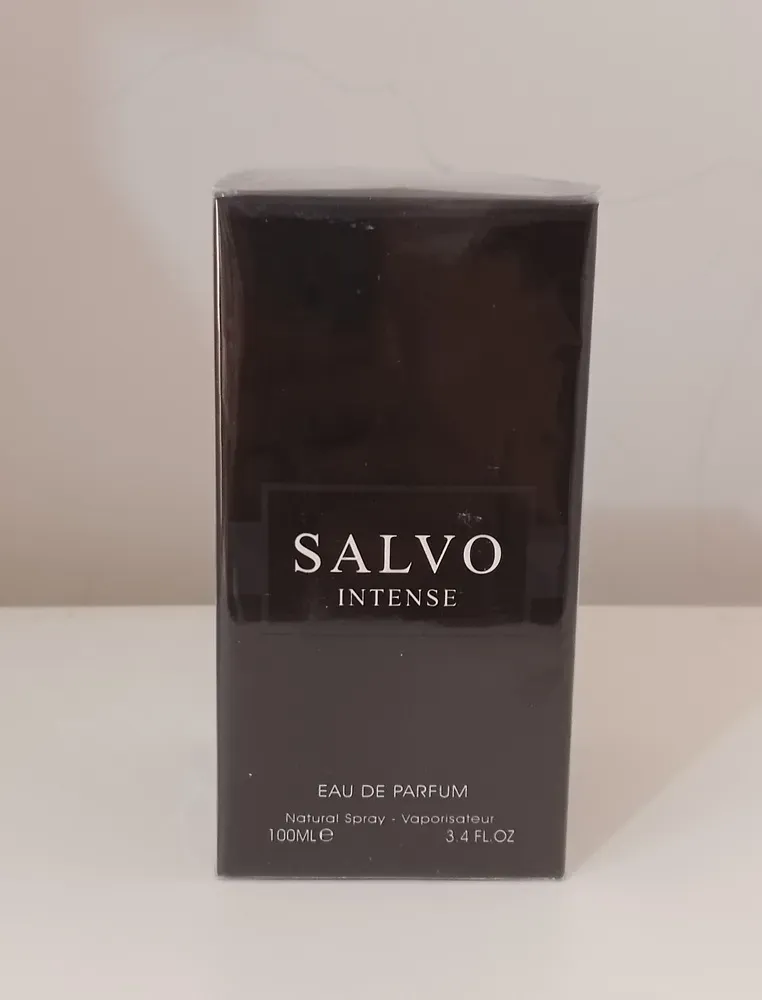 SALVO
INTENSE
EAU DE PARFUM
Natural Spray - Vaporisateur
100ML℮ 3.4 FL.OZ